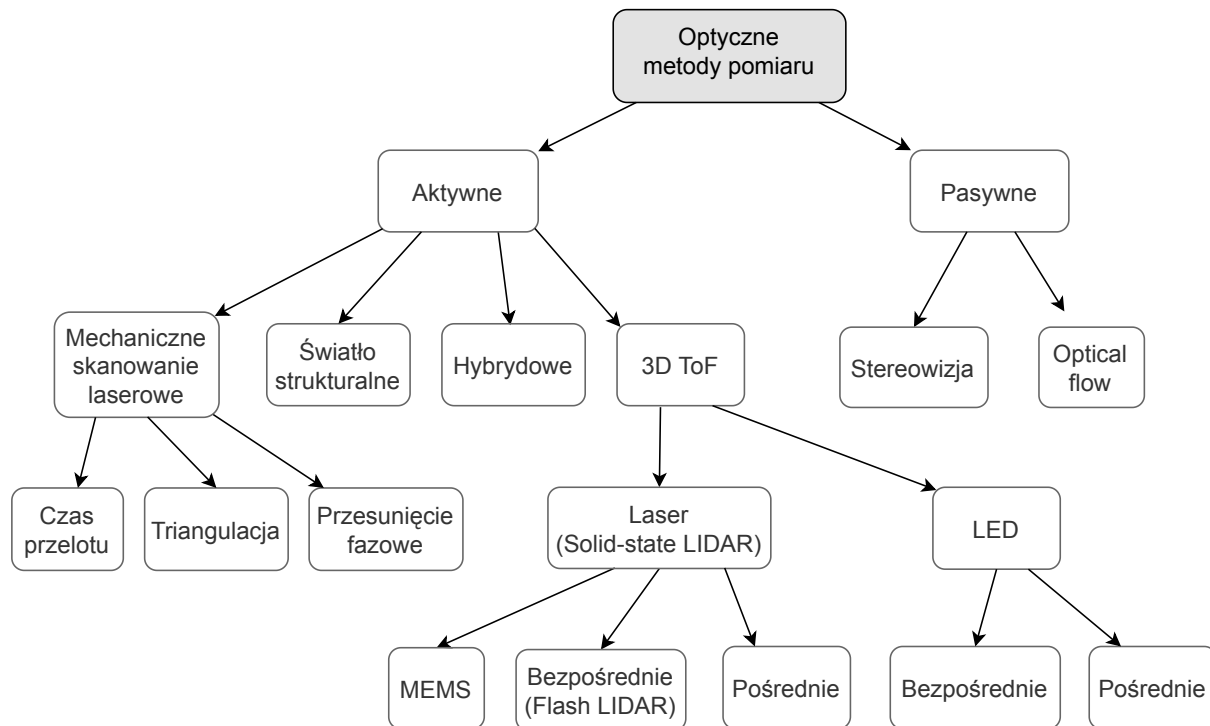 Optyczne
metody pomiaru
Aktywne
Pasywne
Mechaniczne
skanowanie
laserowe
Światło
strukturalne
Hybrydowe
3D ToF
Stereowizja
Optical
flow
Czas
przelotu
Triangulacja
Przesunięcie
fazowe
Laser
(Solid-state LIDAR)
LED
MEMS
Bezpośrednie
(Flash LIDAR)
Pośrednie
Bezpośrednie
Pośrednie